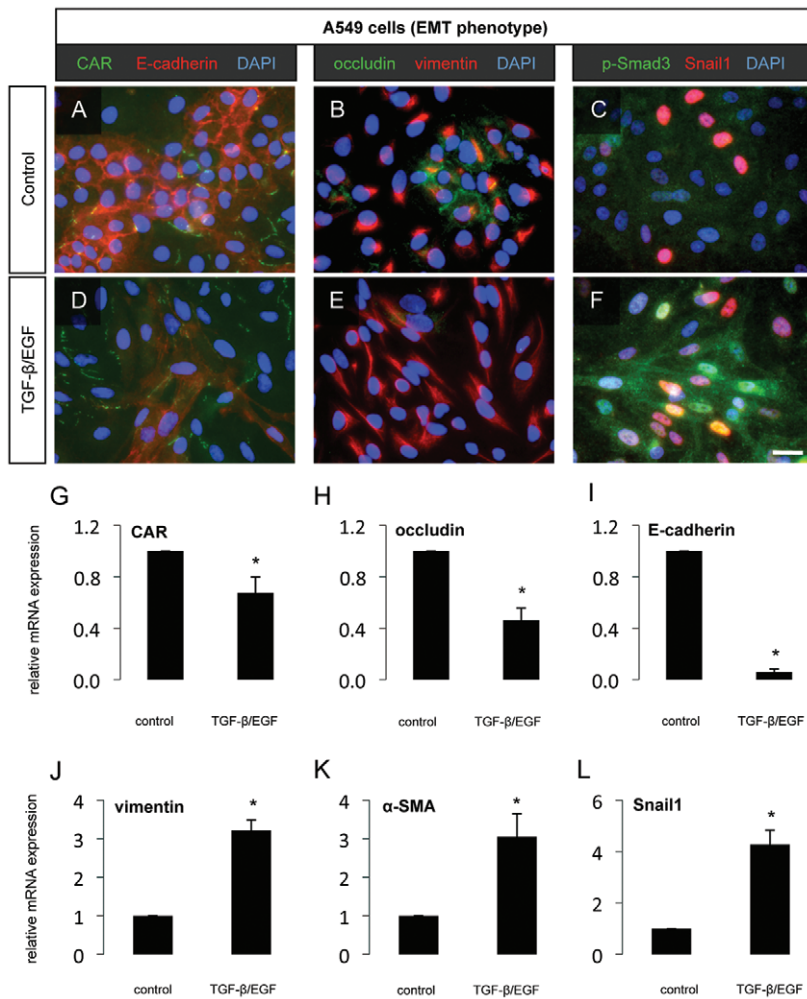 A549 cells (EMT phenotype)
CAR E-cadherin DAPI
occludin vimentin DAPI
p-Smad3 Snail1 DAPI
Control
A
B
C
TGF-β/EGF
D
E
F
G
H
I
relative mRNA expression
1.2
0.8
0.4
0.0
CAR
*
control TGF-β/EGF
1.2
0.8
0.4
0.0
occludin
*
control TGF-β/EGF
1.2
0.8
0.4
0.0
E-cadherin
*
control TGF-β/EGF
J
K
L
relative mRNA expression
4
3
2
1
0
vimentin
*
control TGF-β/EGF
4
3
2
1
0
α-SMA
*
control TGF-β/EGF
6
4
2
0
Snail1
*
control TGF-β/EGF